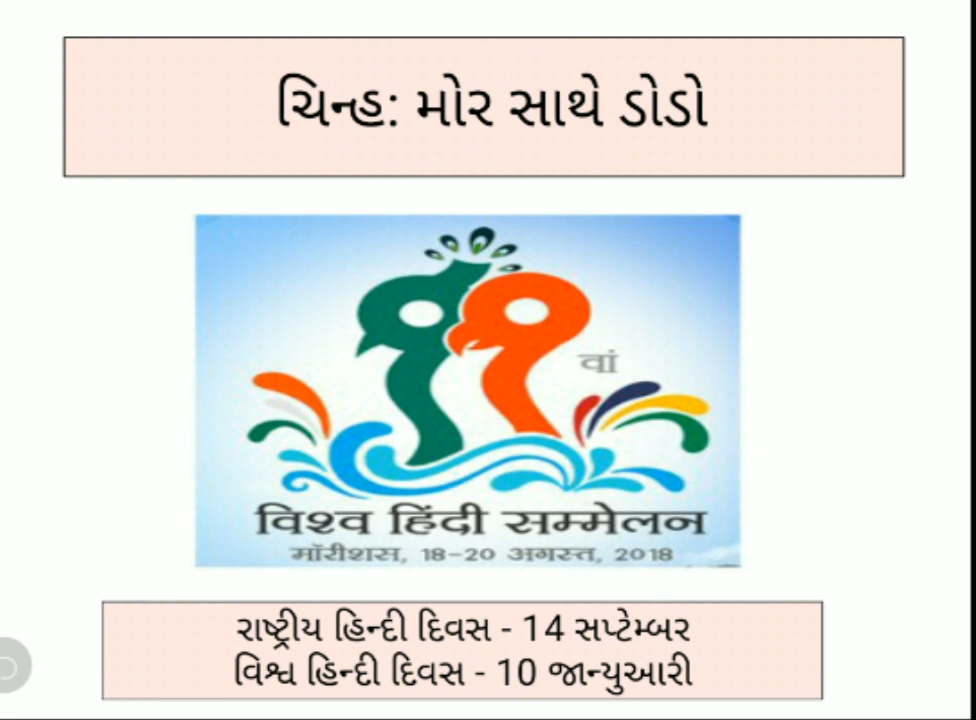 ચિન્હ: મોર સાથે ડોડો
११
वां
विश्व हिंदी सम्मेलन
मॉरीशस, 18-20 अगस्त, 2018
રાષ્ટ્રીય હિન્દી દિવસ - 14 સપ્ટેમ્બર
વિશ્વ હિન્દી દિવસ - 10 જાન્યુઆરી